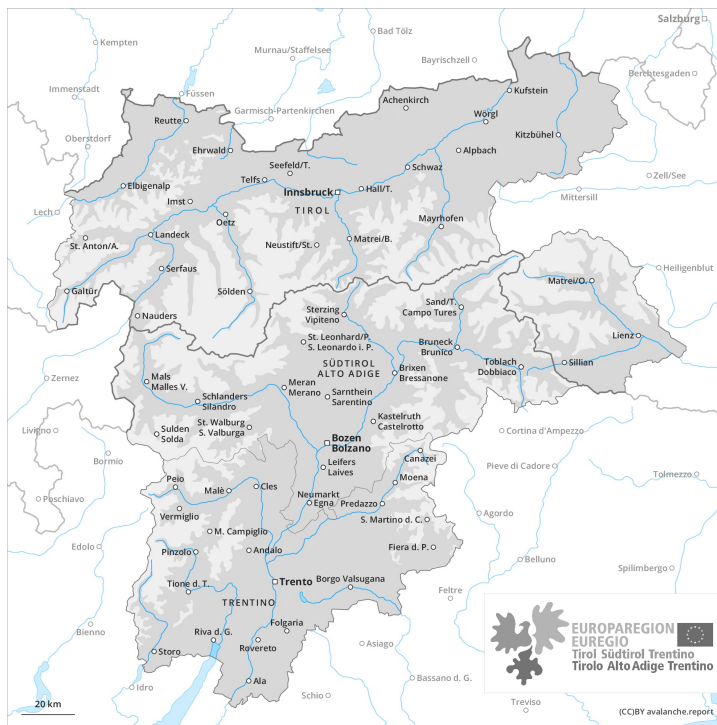 Salzburg
Bad Tölz
Kempten
Murnau/Staffelsee
Bayrischzell
Berchtesgaden
Immenstadt
Füssen
Achenkirch
Kufstein
Garmisch-Partenkirchen
Reutte
Wörgl
Kitzbühel
Oberstdorf
Ehrwald
Alpbach
Seefeld/T.
Schwaz
Telfs
Zell/See
Elbigenalp
Innsbruck
Hall/T.
Mittersill
Imst
TIROL
Lech
Oetz
Mayrhofen
Landeck
St. Anton/A.
Neustift/St.
Matrei/B.
Serfaus
Heiligenblut
Galtür
Sölden
Matrei/O.
Nauders
Sterzing
Vipiteno
Sand/T.
Campo Tures
St. Leonhard/P.
S. Leonardo i. P.
Lienz
Bruneck
Brunico
SÜDTIROL
ALTO ADIGE
Toblach
Dobbiaco
Sillian
Zernez
Mals
Malles V.
Meran
Merano
Brixen
Bressanone
Schlanders
Silandro
Sarnthein
Sarentino
Livigno
Sulden
Solda
St. Walburg
S. Valburga
Kastelruth
Castelrotto
Cortina d'Ampezzo
Bozen
Bolzano
Bormio
Canazei
Pieve di Cadore
Leifers
Laives
Tolmezzo
Peio
Malè
Cles
Moena
Poschiavo
Neumarkt
Egna
Predazzo
Vermiglio
Agordo
S. Martino d. C.
M. Campiglio
Edolo
Pinzolo
Andalo
Fiera d. P.
Belluno
Spilimbergo
Tione d. T.
Trento
Borgo Valsugana
Feltre
TRENTINO
Bienno
Folgaria
Riva d. G.
Rovereto
Asiago
Storo
Ala
Idro
Schio
Bassano d. G.
Treviso
EUROPAREGION
EUREGIO
Tirol Südtirol Trentino
Tirolo Alto Adige Trentino
20 km
(CC)BY avalanche.report